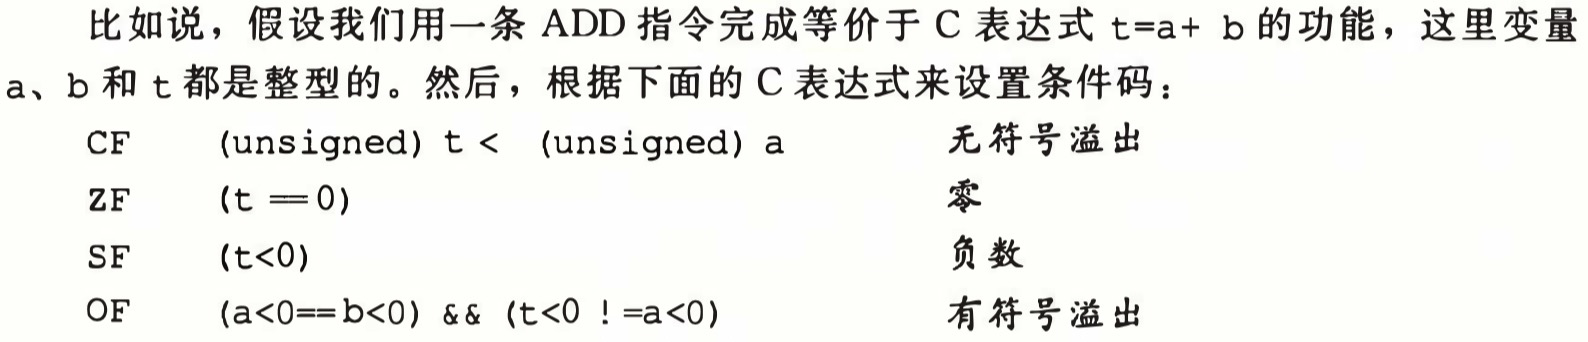 比如说，假设我们用一条 ADD 指令完成等价于 C 表达式 t=a+ b 的功能，这里变量
a、b 和 t 都是整型的。然后，根据下面的 C 表达式来设置条件码：
CF (unsigned) t < (unsigned) a 无符号溢出
ZF (t ==0) 零
SF (t<0) 负数
OF (a<0==b<0) && (t<0 ! =a<0) 有符号溢出